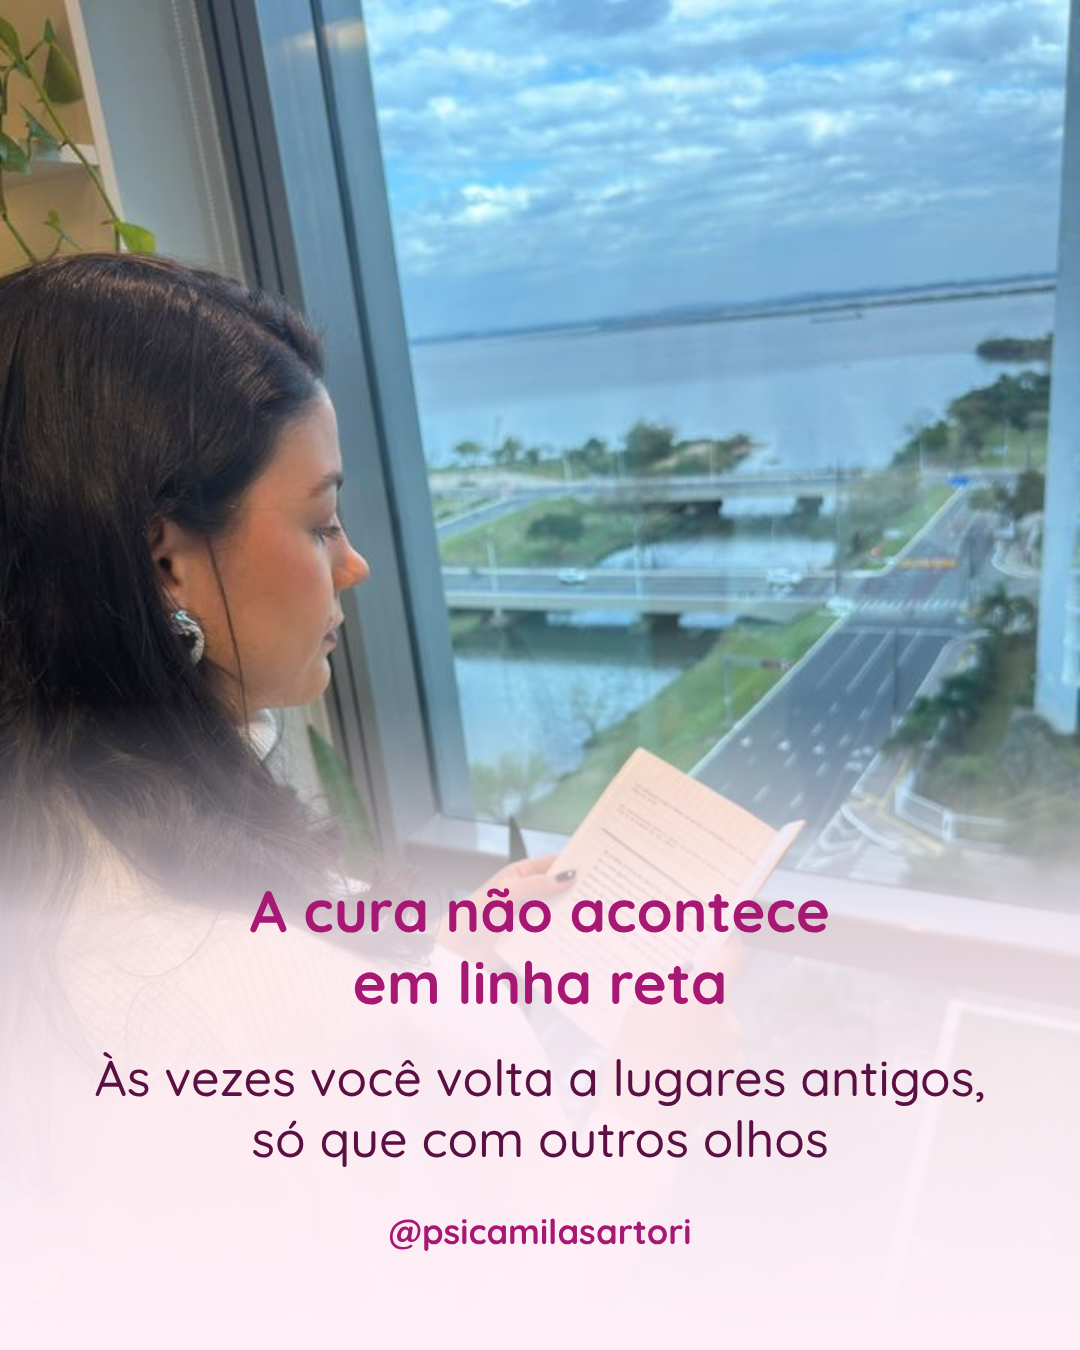 A cura não acontece
em linha reta
Às vezes você volta a lugares antigos,
só que com outros olhos
@psicamilasartori